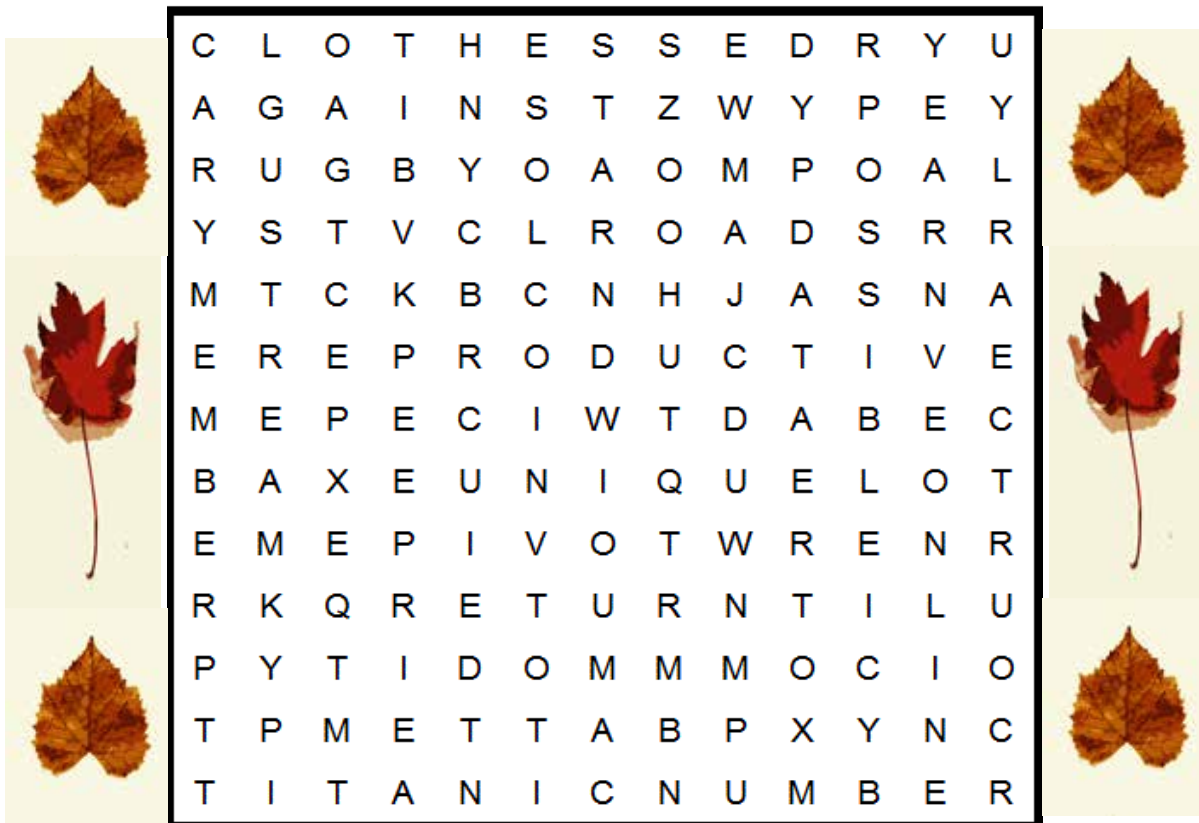 C L O T H E S S E D R Y U
A G A I N S T Z W Y P E Y
R U G B Y O A O M P O A L
Y S T V C L R O A D S R R
M T C K B C N H J A S N A
E R E P R O D U C T I V E
M E P E C I W T D A B E C
B A X E U N I Q U E L O T
E M E P I V O T W R E N R
R K Q R E T U R N T I L U
P Y T I D O M M M O C I O
T P M E T T A B P X Y N C
T I T A N I C N U M B E R